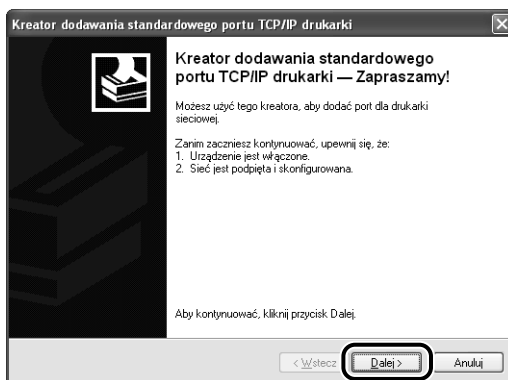 Kreator dodawania standardowego portu TCP/IP drukarki
Kreator dodawania standardowego
portu TCP/IP drukarki — Zapraszamy!
Możesz użyć tego kreatora, aby dodać port dla drukarki
sieciowej.
Zanim zaczniesz kontynuować, upewnij się, że:
1. Urządzenie jest włączone.
2. Sieć jest podpięta i skonfigurowana.
Aby kontynuować, kliknij przycisk Dalej.
< Wstecz Dalej > Anuluj